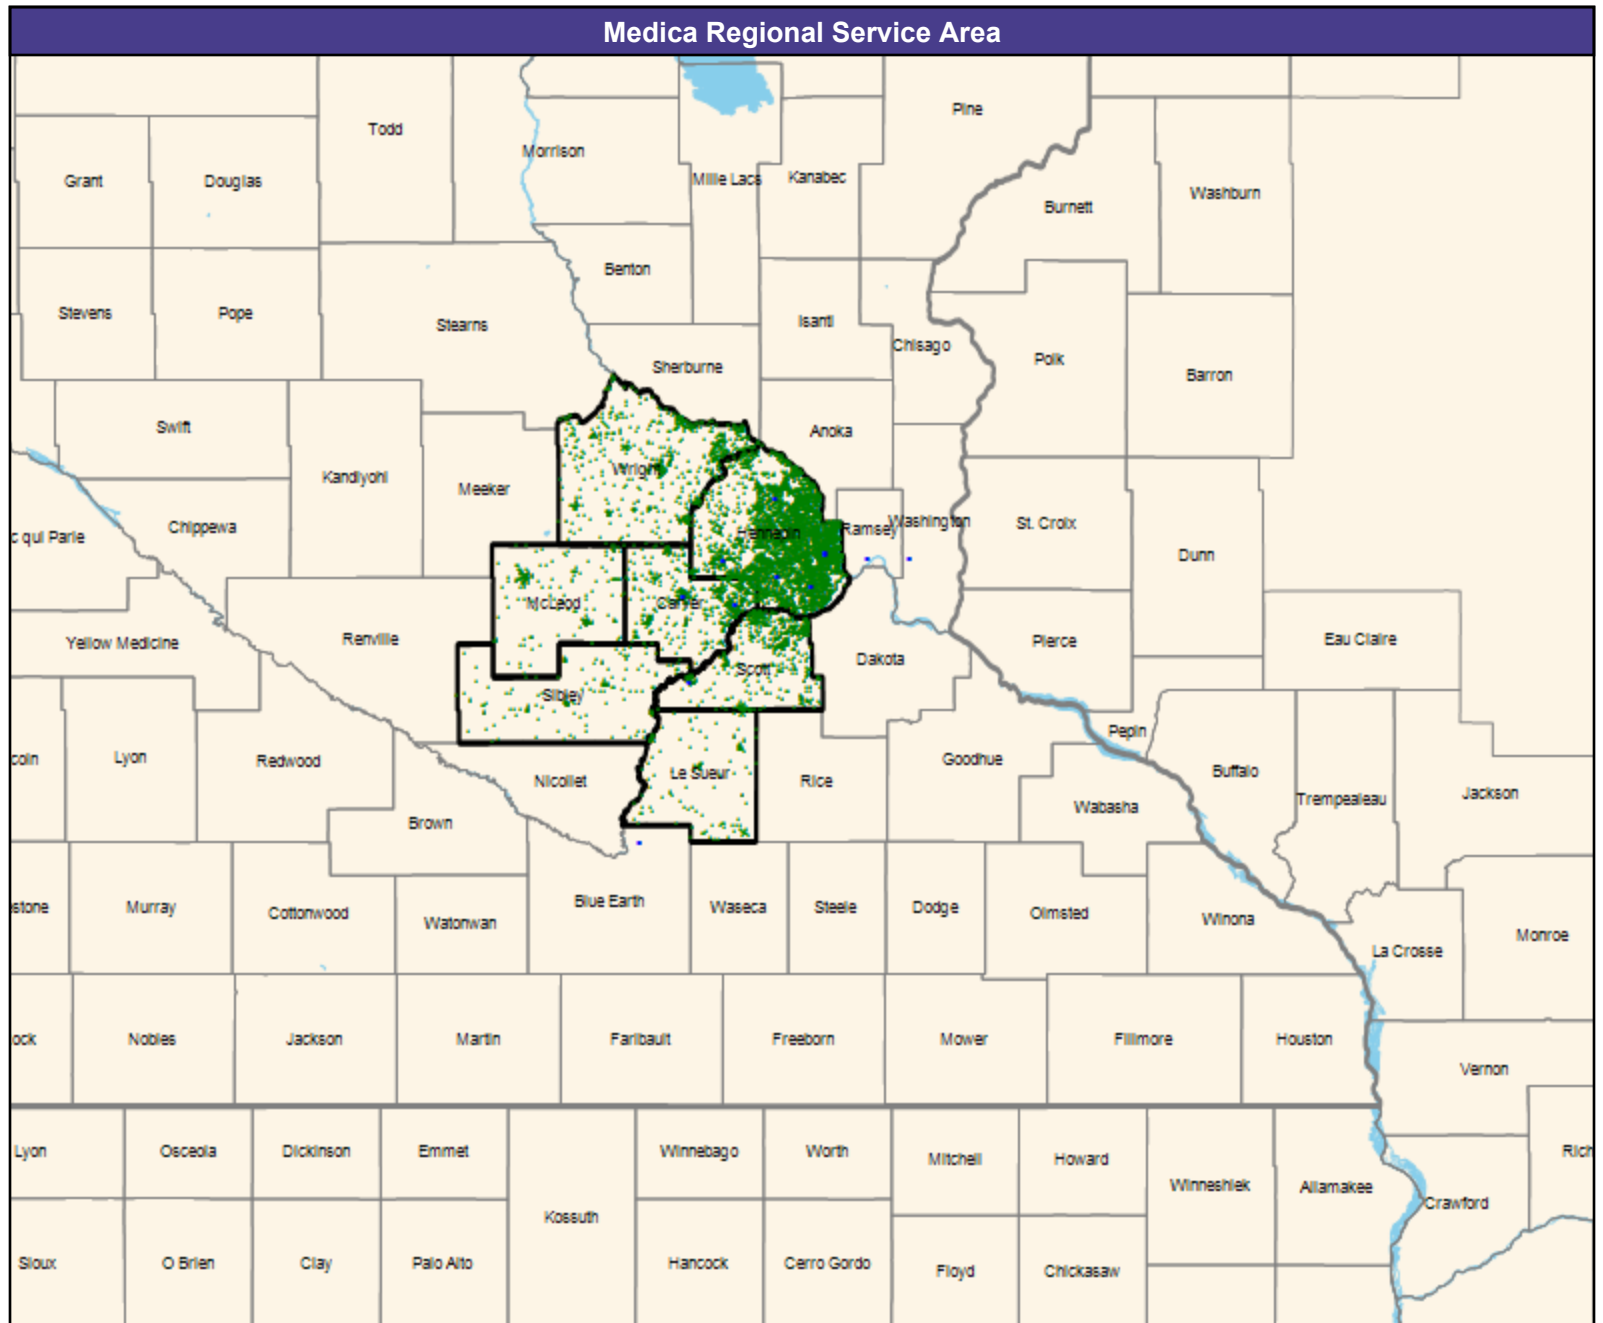 Medica Regional Service Area
Pine
Todd
Morrison
Mille Lacs
Kanabec
Grant
Douglas
Washburn
Burnett
Benton
Stevens
Pope
Stearns
Isanti
Chisago
Sherburne
Polk
Barron
Swift
Anoka
Wright
Kandiyohi
Meeker
Chippewa
c qui Parle
Hennepin
Ramsey
Washington
St. Croix
Dunn
McLeod
Carver
Yellow Medicine
Renville
Scott
Dakota
Pierce
Eau Claire
Sibley
coln
Lyon
Redwood
Nicollet
Le Sueur
Rice
Goodhue
Pepin
Buffalo
Trempealeau
Jackson
Brown
Wabasha
stone
Murray
Cottonwood
Watonwan
Blue Earth
Waseca
Steele
Dodge
Olmsted
Winona
La Crosse
Monroe
ock
Nobles
Jackson
Martin
Faribault
Freeborn
Mower
Fillmore
Houston
Vernon
Lyon
Osceola
Dickinson
Emmet
Winnebago
Worth
Mitchell
Howard
Rich
Winneshiek
Allamakee
Crawford
Kossuth
Sioux
O Brien
Clay
Palo Alto
Hancock
Cerro Gordo
Floyd
Chickasaw